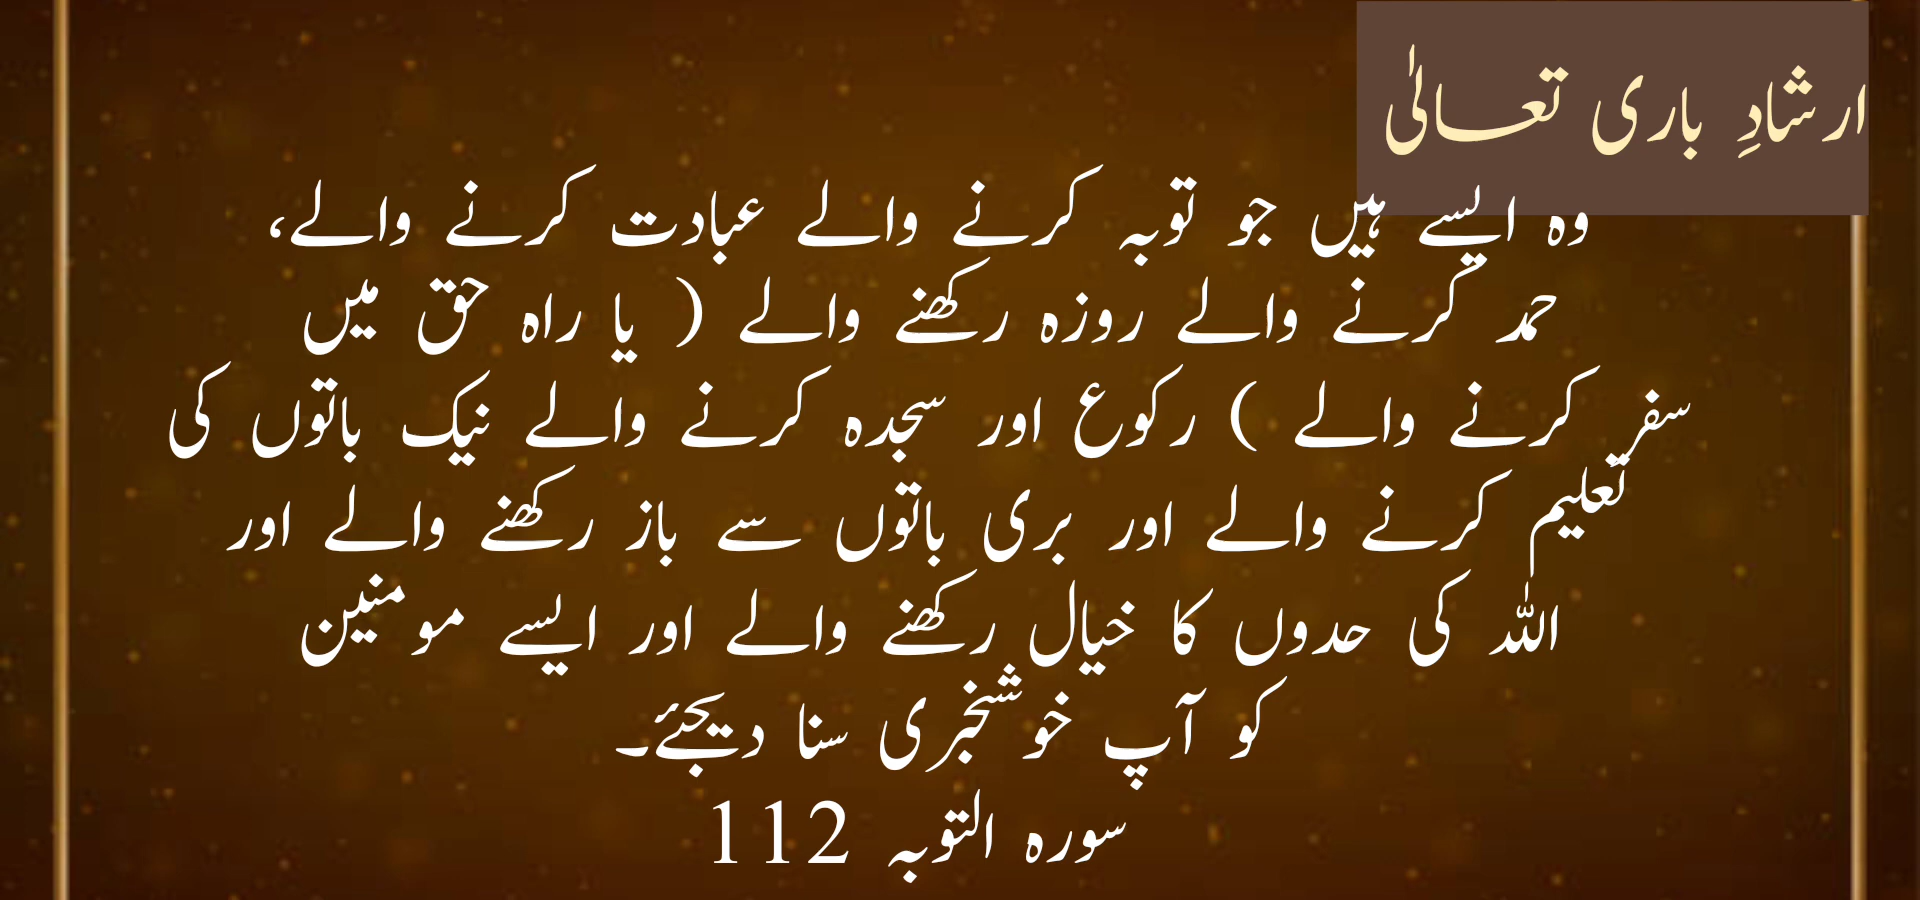 ارشادِ باری تعالیٰ
وہ ایسے ہیں جو توبہ کرنے والے عبادت کرنے والے،
حمد کرنے والے روزہ رکھنے والے ( یا راہ حق میں
سفر کرنے والے ) رکوع اور سجدہ کرنے والے نیک باتوں کی
تعلیم کرنے والے اور بری باتوں سے باز رکھنے والے اور
اللہ کی حدوں کا خیال رکھنے والے اور ایسے مومنین
کو آپ خوشخبری سنا دیجئے۔
سورہ التوبہ 112